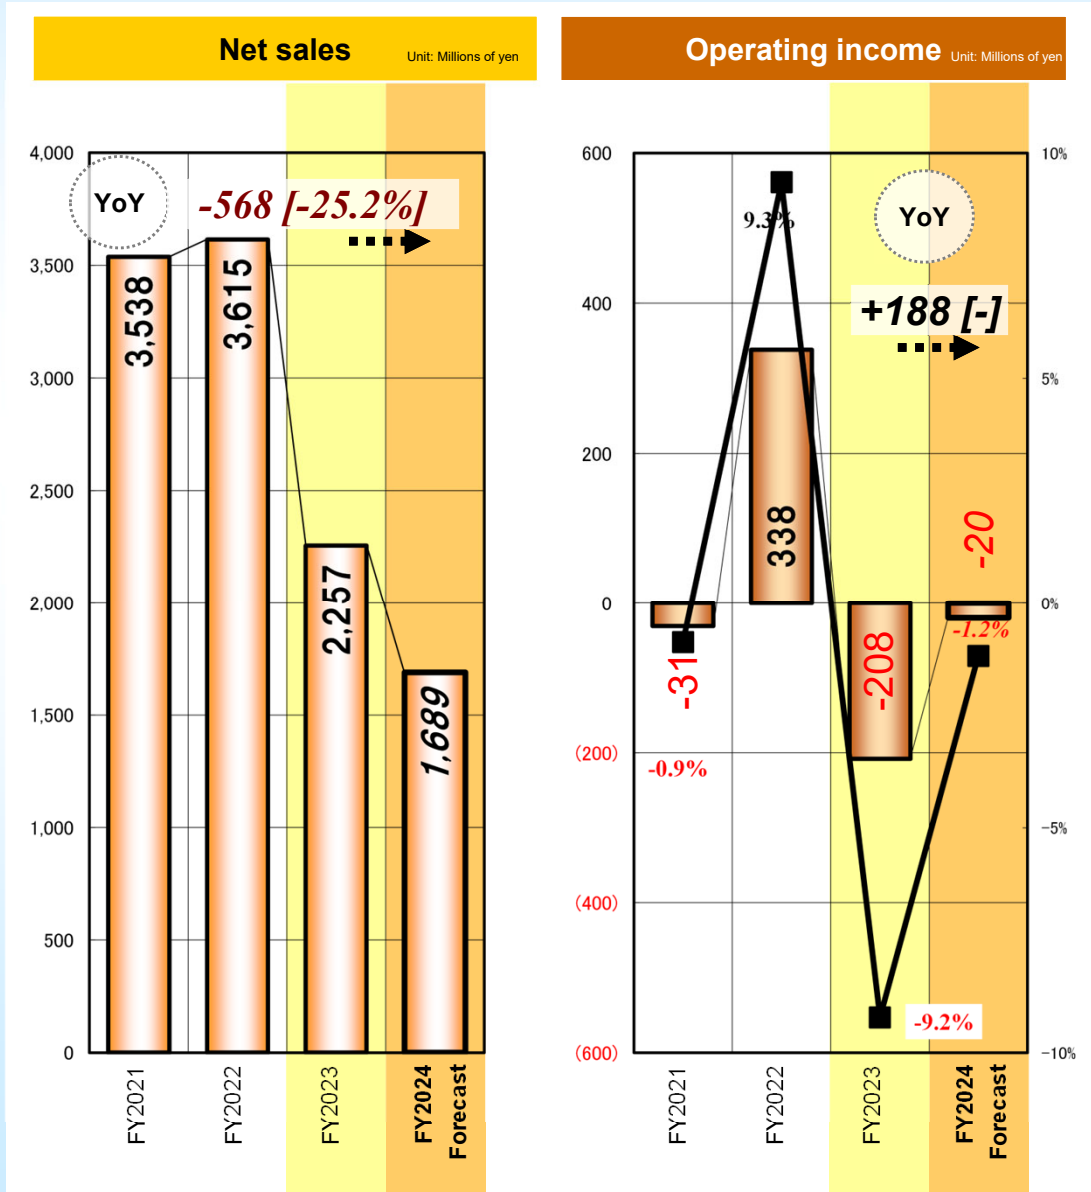 Net sales Unit: Millions of yen
4,000
3,500
3,000
2,500
2,000
1,500
1,000
500
0
YoY
-568 [-25.2%]
3,538
3,615
2,257
1,689
FY2021
FY2022
FY2023
FY2024
Forecast
Operating income Unit: Millions of yen
600
400
200
0
(200)
(400)
(600)
10%
5%
0%
-5%
-10%
YoY
+188 [-]
9.3%
338
-20
-1.2%
-31
-208
-0.9%
-9.2%
FY2021
FY2022
FY2023
FY2024
Forecast